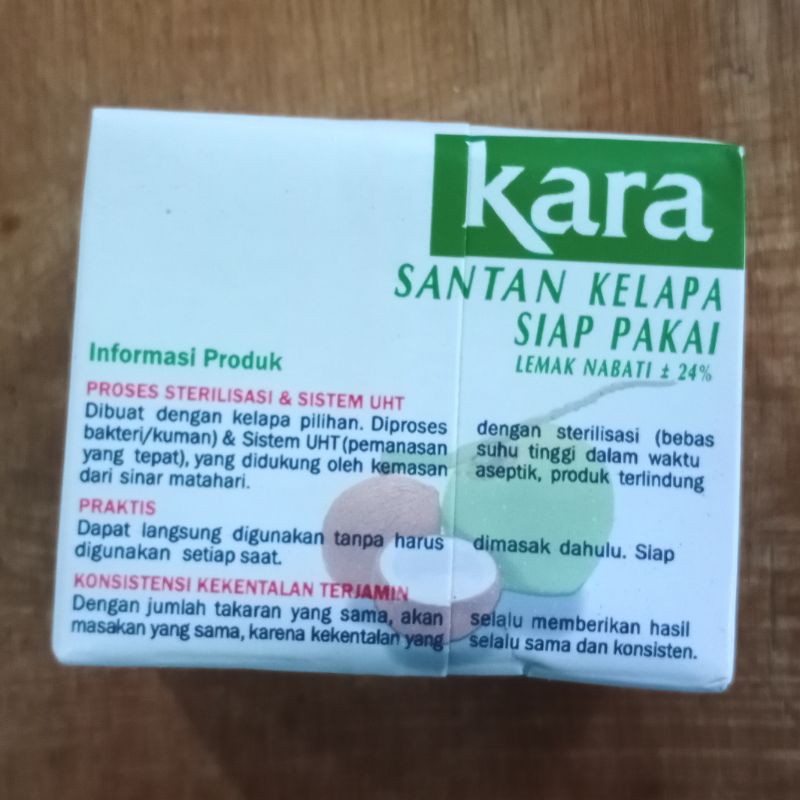 kara
SANTAN KELAPA
SIAP PAKAI
LEMAK NABATI ± 24%
Informasi Produk
PROSES STERILISASI & SISTEM UHT
Dibuat dengan kelapa pilihan. Diproses dengan sterilisasi (bebas
bakteri/kuman) & Sistem UHT (pemanasan suhu tinggi dalam waktu
yang tepat), yang didukung oleh kemasan aseptik, produk terlindung
dari sinar matahari.
PRAKTIS
Dapat langsung digunakan tanpa harus dimasak dahulu. Siap
digunakan setiap saat.
KONSISTENSI KEKENTALAN TERJAMIN
Dengan jumlah takaran yang sama, akan selalu memberikan hasil
masakan yang sama, karena kekentalan yang selalu sama dan konsisten.